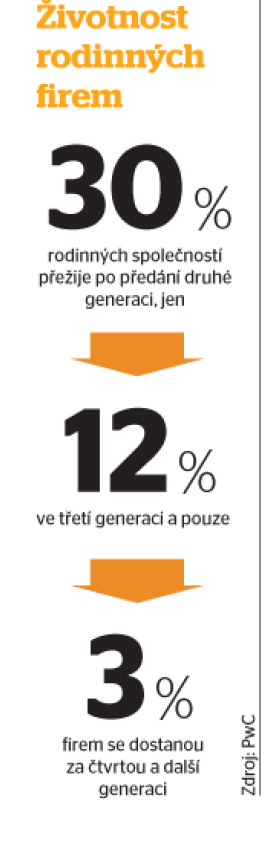 Životnost
rodinných
firem
30 %
rodinných společností
přežije po předání druhé
generaci, jen
12 %
ve třetí generaci a pouze
3 %
firem se dostanou
za čtvrtou a další
generaci
Zdroj: PwC